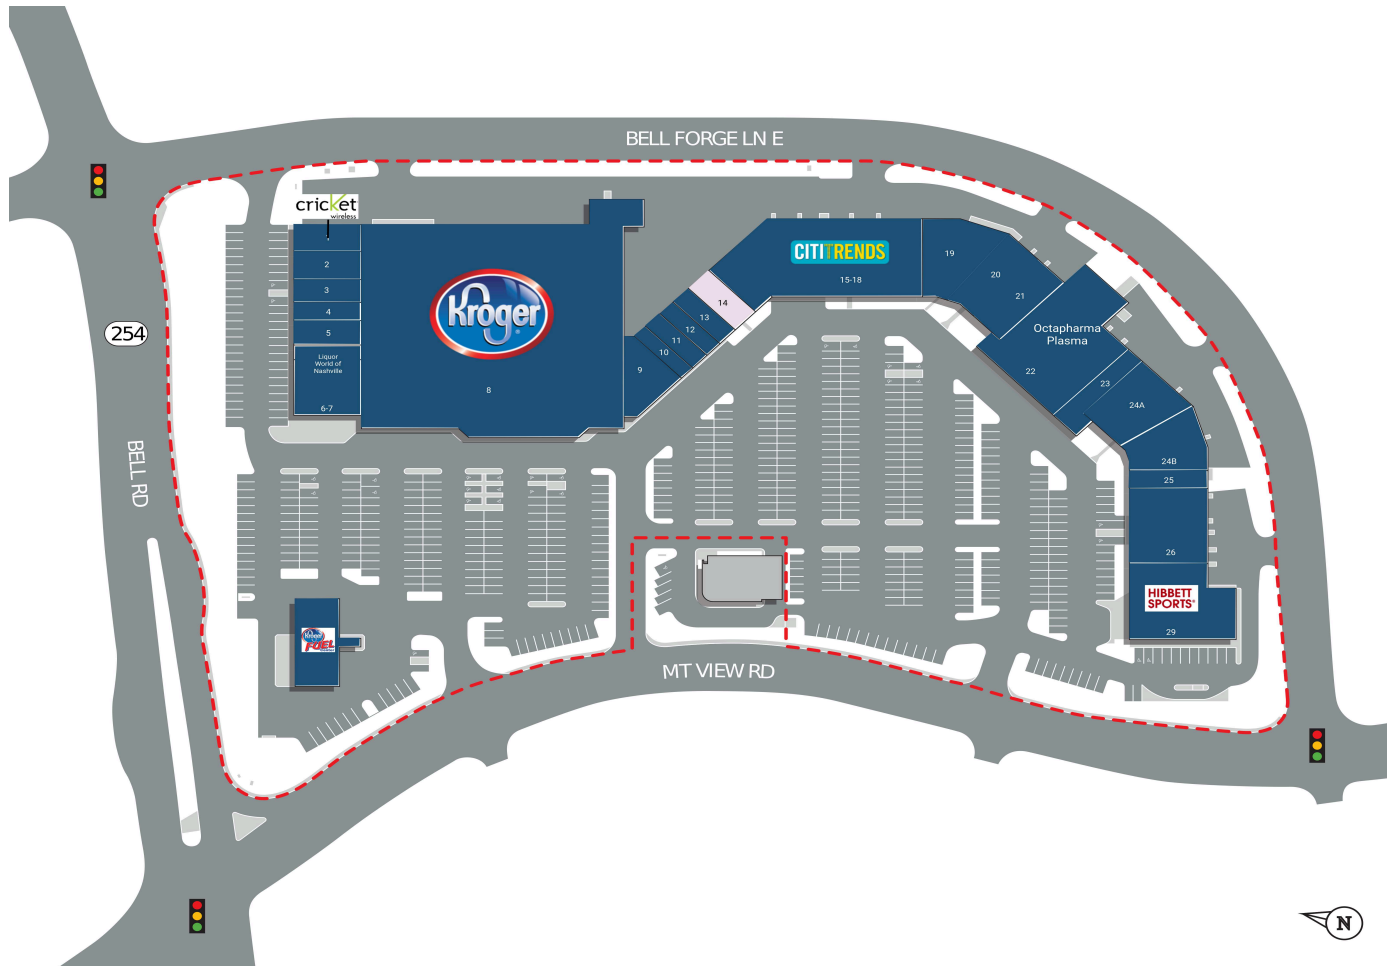 BELL FORGE LN E
cricket
wireless
2
3
4
5
Liquor
World of
Nashville
6-7
Kroger
8
9
10
11
12
13
14
CITITRENDS
15-18
19
20
21
Octapharma
Plasma
22
23
24A
24B
25
26
HIBBETT
SPORTS
29
254
BELL RD
Kroger
FUEL
MT VIEW RD
N